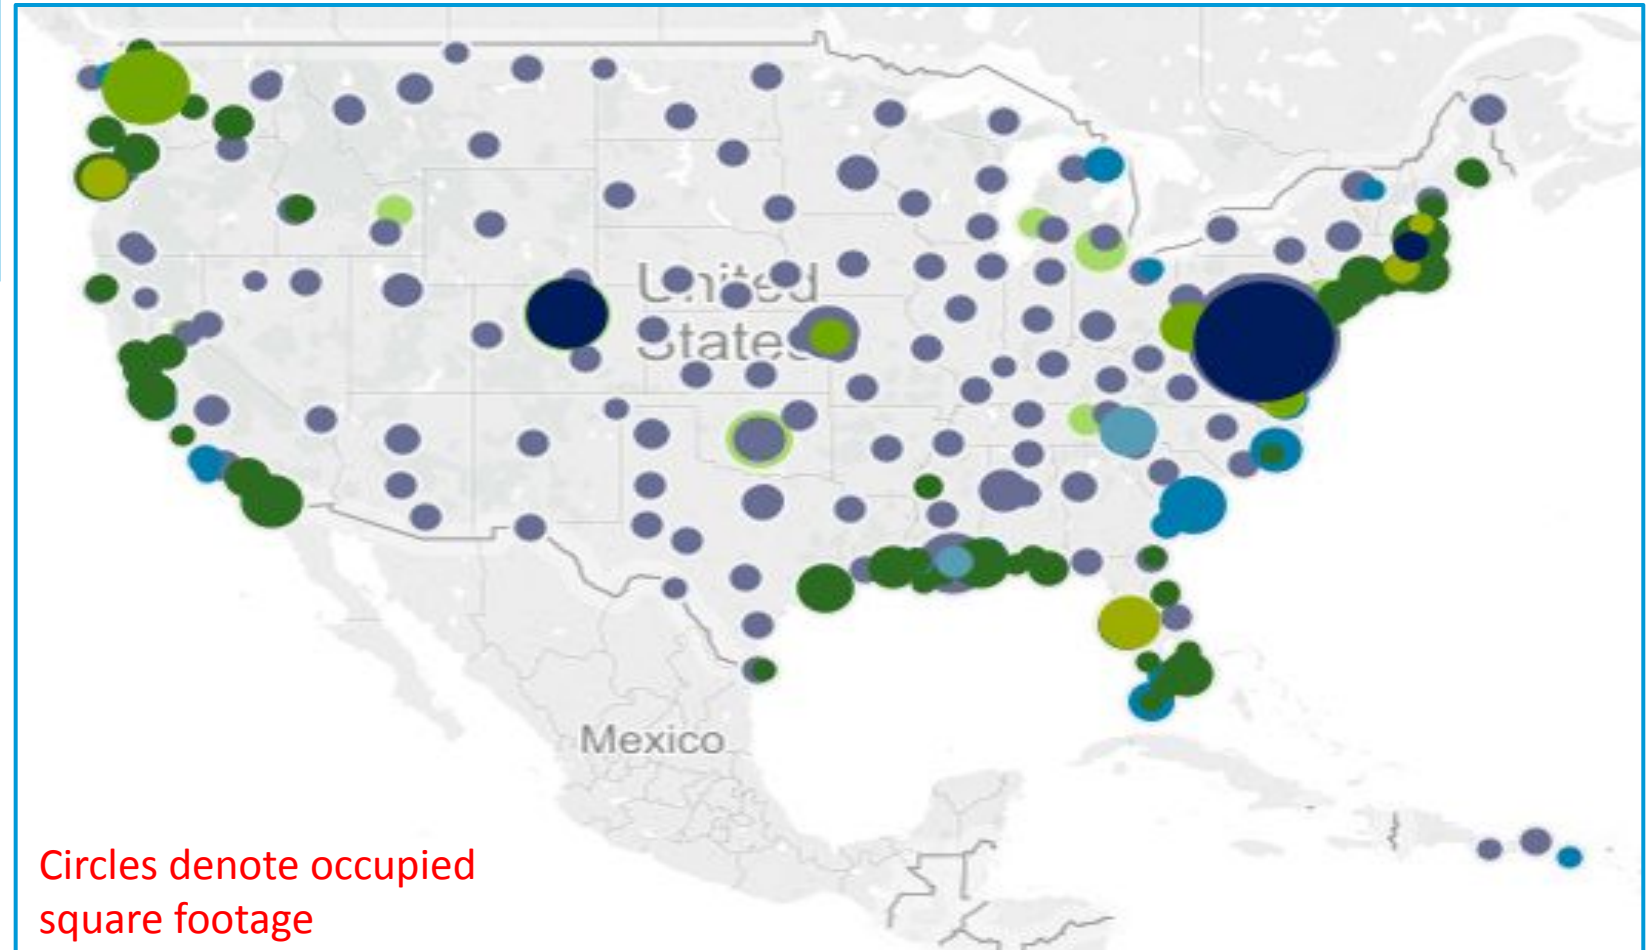 United
States
Mexico
Circles denote occupied
square footage